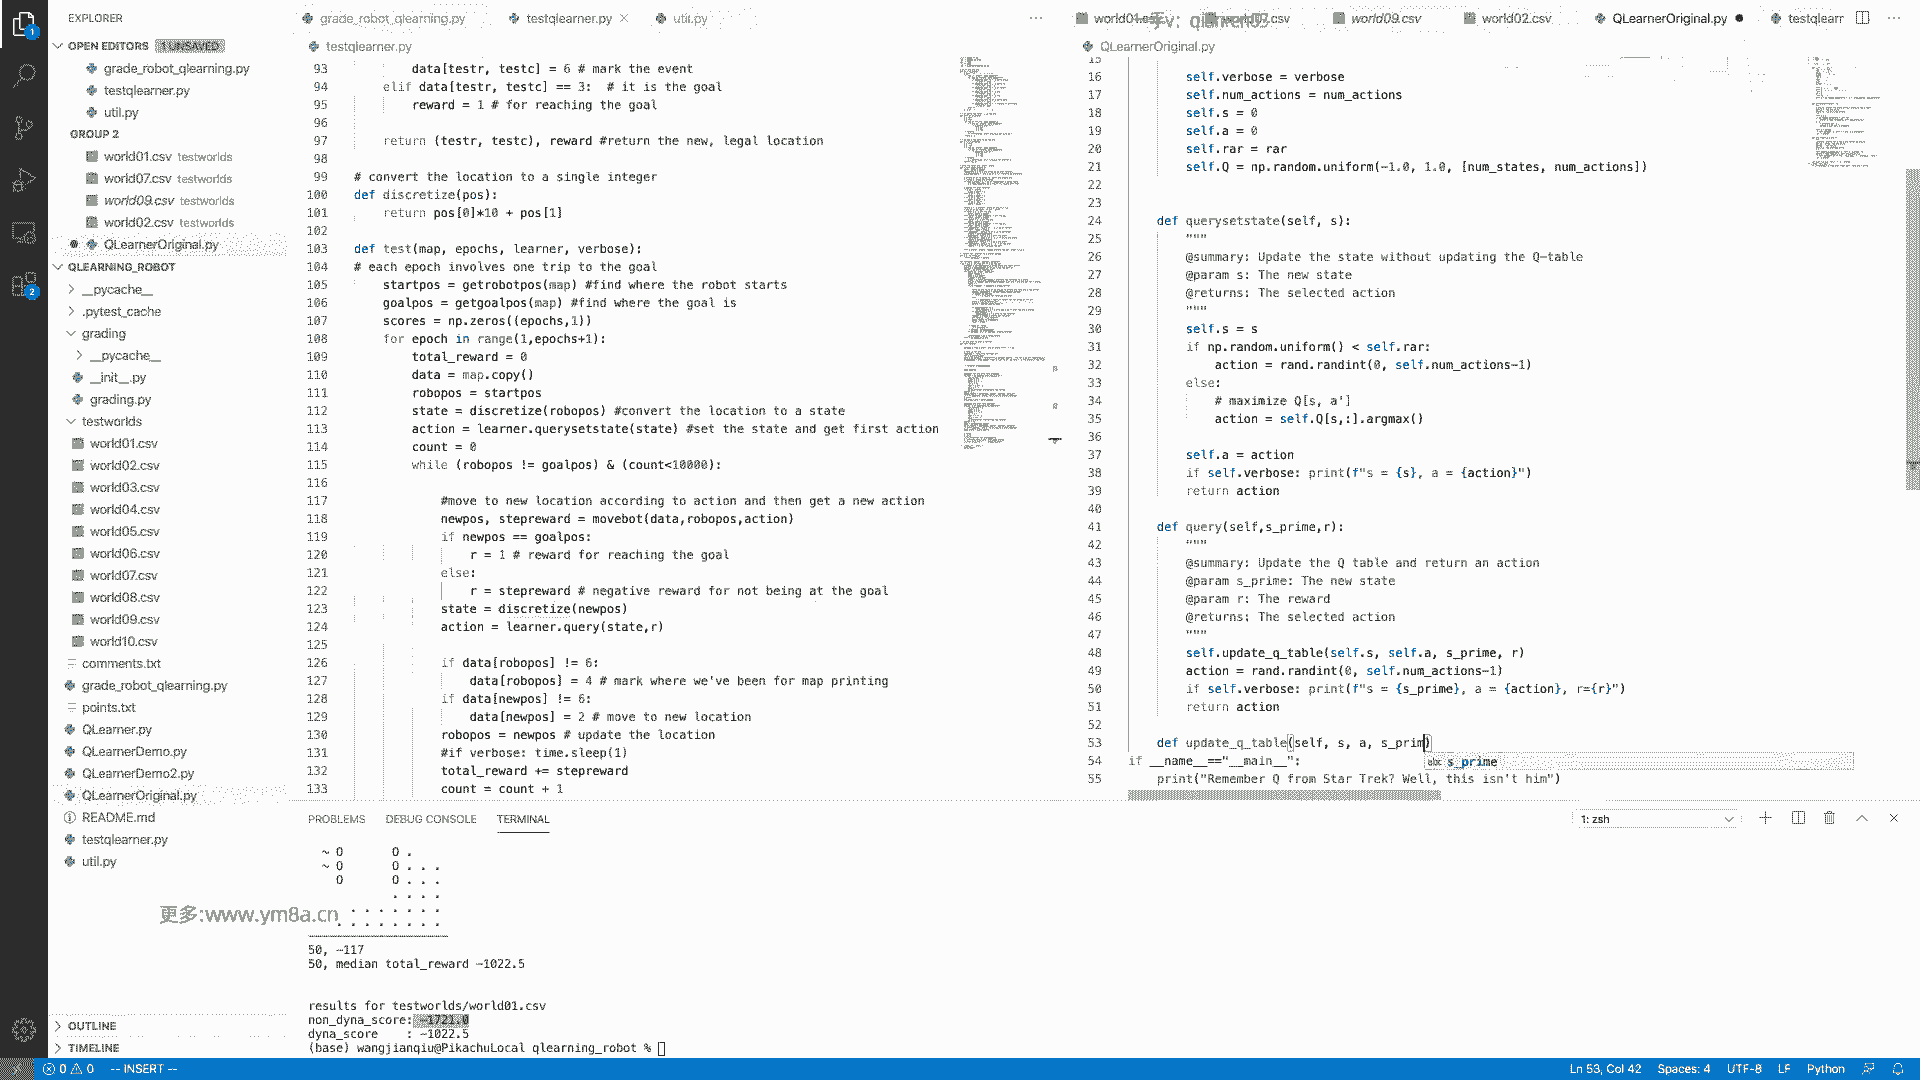 EXPLORER
OPEN EDITORS 1 UNSAVED
grade_robot_qlearning.py
testqlearner.py
util.py
GROUP 2
world01.csv testworlds
world07.csv testworlds
world09.csv testworlds
world02.csv testworlds
QLearnerOriginal.py
QLEARNING_ROBOT
__pycache__
.pytest_cache
grading
__pycache__
__init__.py
grading.py
testworlds
world01.csv
world02.csv
world03.csv
world04.csv
world05.csv
world06.csv
world07.csv
world08.csv
world09.csv
world10.csv
comments.txt
grade_robot_qlearning.py
points.txt
QLearner.py
QLearnerDemo.py
QLearnerDemo2.py
QLearnerOriginal.py
README.md
testqlearner.py
util.py
更多:www.ym8a.cn
OUTLINE
TIMELINE
grade_robot_qlearning.py testqlearner.py util.py
testqlearner.py
93 data[testr, testc] = 6 # mark the event
94 elif data[testr, testc] == 3: # it is the goal
95 reward = 1 # for reaching the goal
96
97 return (testr, testc), reward #return the new, legal location
98
99 # convert the location to a single integer
100 def discretize(pos):
101 return pos[0]*10 + pos[1]
102
103 def test(map, epochs, learner, verbose):
104 # each epoch involves one trip to the goal
105 startpos = getrobotpos(map) #find where the robot starts
106 goalpos = getgoalpos(map) #find where the goal is
107 scores = np.zeros((epochs,1))
108 for epoch in range(1,epochs+1):
109 total_reward = 0
110 data = map.copy()
111 robopos = startpos
112 state = discretize(robopos) #convert the location to a state
113 action = learner.querysetstate(state) #set the state and get first action
114 count = 0
115 while (robopos != goalpos) & (count<10000):
116
117 #move to new location according to action and then get a new action
118 newpos, stepreward = movebot(data,robopos,action)
119 if newpos == goalpos:
120 r = 1 # reward for reaching the goal
121 else:
122 r = stepreward # negative reward for not being at the goal
123 state = discretize(newpos)
124 action = learner.query(state,r)
125
126 if data[robopos] != 6:
127 data[robopos] = 4 # mark where we've been for map printing
128 if data[newpos] != 6:
129 data[newpos] = 2 # move to new location
130 robopos = newpos # update the location
131 #if verbose: time.sleep(1)
132 total_reward += stepreward
133 count = count + 1
world02.csv QLearnerOriginal.py testqlearr
world09.csv
QLearnerOriginal.py
15
16 self.verbose = verbose
17 self.num_actions = num_actions
18 self.s = 0
19 self.a = 0
20 self.rar = rar
21 self.Q = np.random.uniform(-1.0, 1.0, [num_states, num_actions])
22
23
24 def querysetstate(self, s):
25 """
26 @summary: Update the state without updating the Q-table
27 @param s: The new state
28 @returns: The selected action
29 """
30 self.s = s
31 if np.random.uniform() < self.rar:
32 action = rand.randint(0, self.num_actions-1)
33 else:
34 # maximize Q[s, a']
35 action = self.Q[s,:].argmax()
36
37 self.a = action
38 if self.verbose: print(f"s = {s}, a = {action}")
39 return action
40
41 def query(self,s_prime,r):
42 """
43 @summary: Update the Q table and return an action
44 @param s_prime: The new state
45 @param r: The reward
46 @returns: The selected action
47 """
48 self.update_q_table(self.s, self.a, s_prime, r)
49 action = rand.randint(0, self.num_actions-1)
50 if self.verbose: print(f"s = {s_prime}, a = {action}, r={r}")
51 return action
52
53 def update_q_table(self, s, a, s_prim)
54 if __name__=="__main__":
abc s_prime
55 print("Remember Q from Star Trek? Well, this isn't him")
PROBLEMS DEBUG CONSOLE TERMINAL
1: zsh
~ O O .
~ O O . . .
O O . . .
. . . .
. . . . . . .
. . . . . . . .
50, -117
50, median total_reward -1022.5
results for testworlds/world01.csv
non_dyna_score: -1721.0
dyna_score : -1022.5
(base) wangjianqiu@PikachuLocal qlearning_robot %
0 0 -- INSERT --
Ln 53, Col 42 Spaces: 4 UTF-8 LF Python